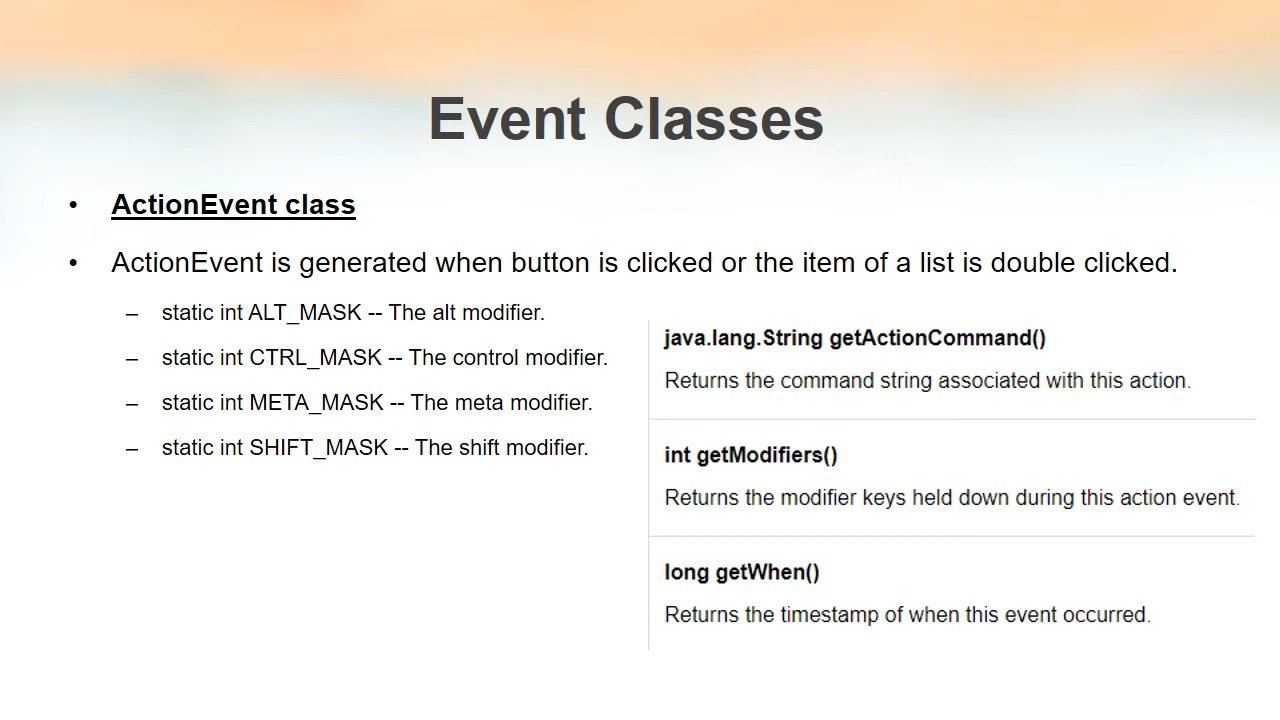 Event Classes
• ActionEvent class
• ActionEvent is generated when button is clicked or the item of a list is double clicked.
– static int ALT_MASK -- The alt modifier.
– static int CTRL_MASK -- The control modifier.
– static int META_MASK -- The meta modifier.
– static int SHIFT_MASK -- The shift modifier.
java.lang.String getActionCommand()
Returns the command string associated with this action.
int getModifiers()
Returns the modifier keys held down during this action event.
long getWhen()
Returns the timestamp of when this event occurred.